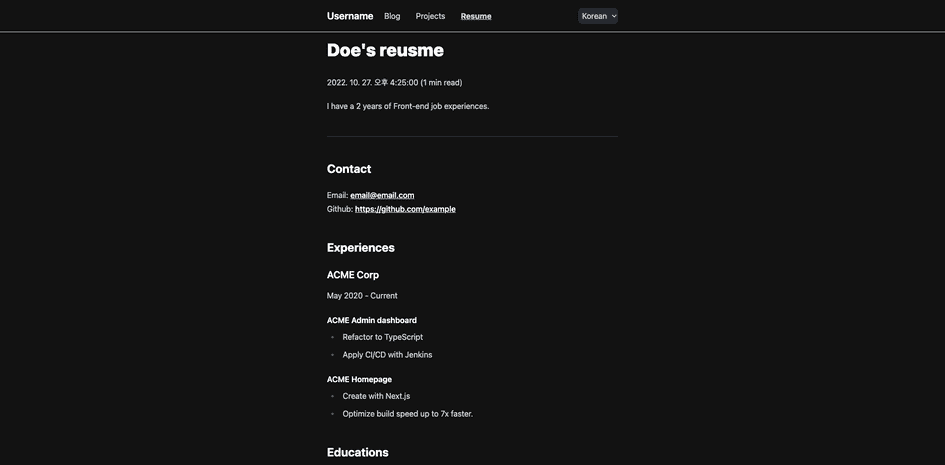 Username Blog Projects Resume Korean
Doe's reusme
2022. 10. 27. 오후 4:25:00 (1 min read)
I have a 2 years of Front-end job experiences.
Contact
Email: email@email.com
Github: https://github.com/example
Experiences
ACME Corp
May 2020 - Current
ACME Admin dashboard
Refactor to TypeScript
Apply CI/CD with Jenkins
ACME Homepage
Create with Next.js
Optimize build speed up to 7x faster.
Educations